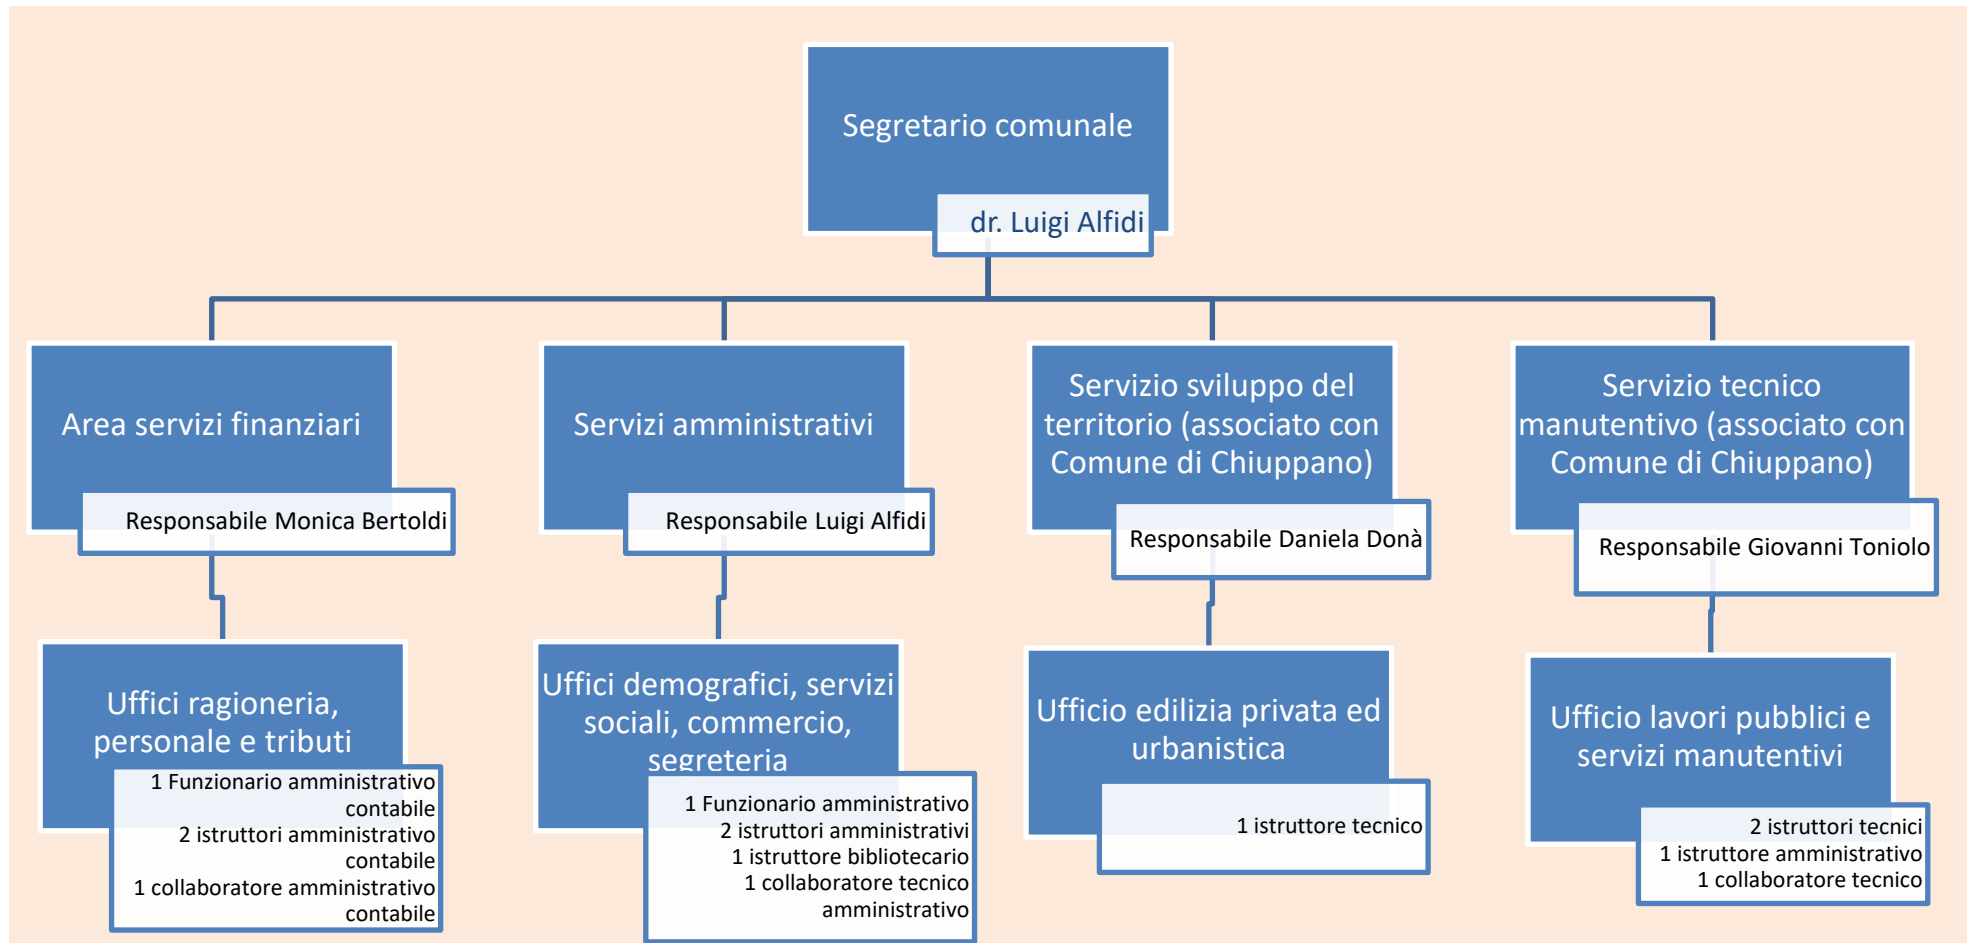 Segretario comunale
dr. Luigi Alfidi
Area servizi finanziari
Responsabile Monica Bertoldi
Servizi amministrativi
Responsabile Luigi Alfidi
Servizio sviluppo del
territorio (associato con
Comune di Chiuppano)
Responsabile Daniela Donà
Servizio tecnico
manutentivo (associato con
Comune di Chiuppano)
Responsabile Giovanni Toniolo
Uffici ragioneria,
personale e tributi
1 Funzionario amministrativo
contabile
2 istruttori amministrativo
contabile
1 collaboratore amministrativo
contabile
Uffici demografici, servizi
sociali, commercio,
segreteria
1 Funzionario amministrativo
2 istruttori amministrativi
1 istruttore bibliotecario
1 collaboratore tecnico
amministrativo
Ufficio edilizia privata ed
urbanistica
1 istruttore tecnico
Ufficio lavori pubblici e
servizi manutentivi
2 istruttori tecnici
1 istruttore amministrativo
1 collaboratore tecnico